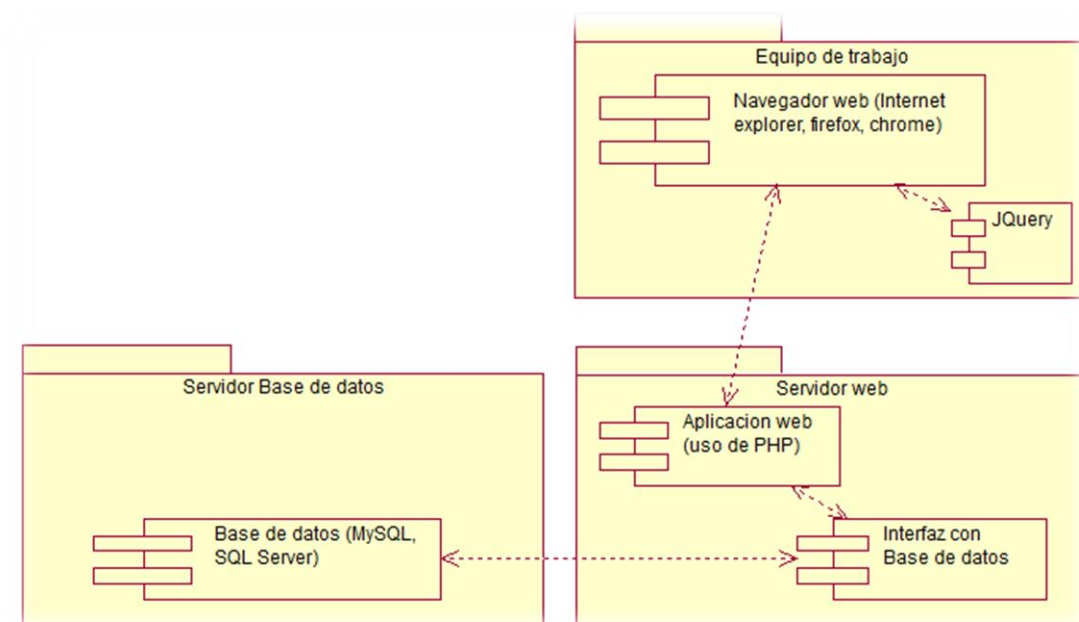 Equipo de trabajo
Navegador web (Internet
explorer, firefox, chrome)
JQuery
Servidor Base de datos
Base de datos (MySQL,
SQL Server)
Servidor web
Aplicacion web
(uso de PHP)
Interfaz con
Base de datos